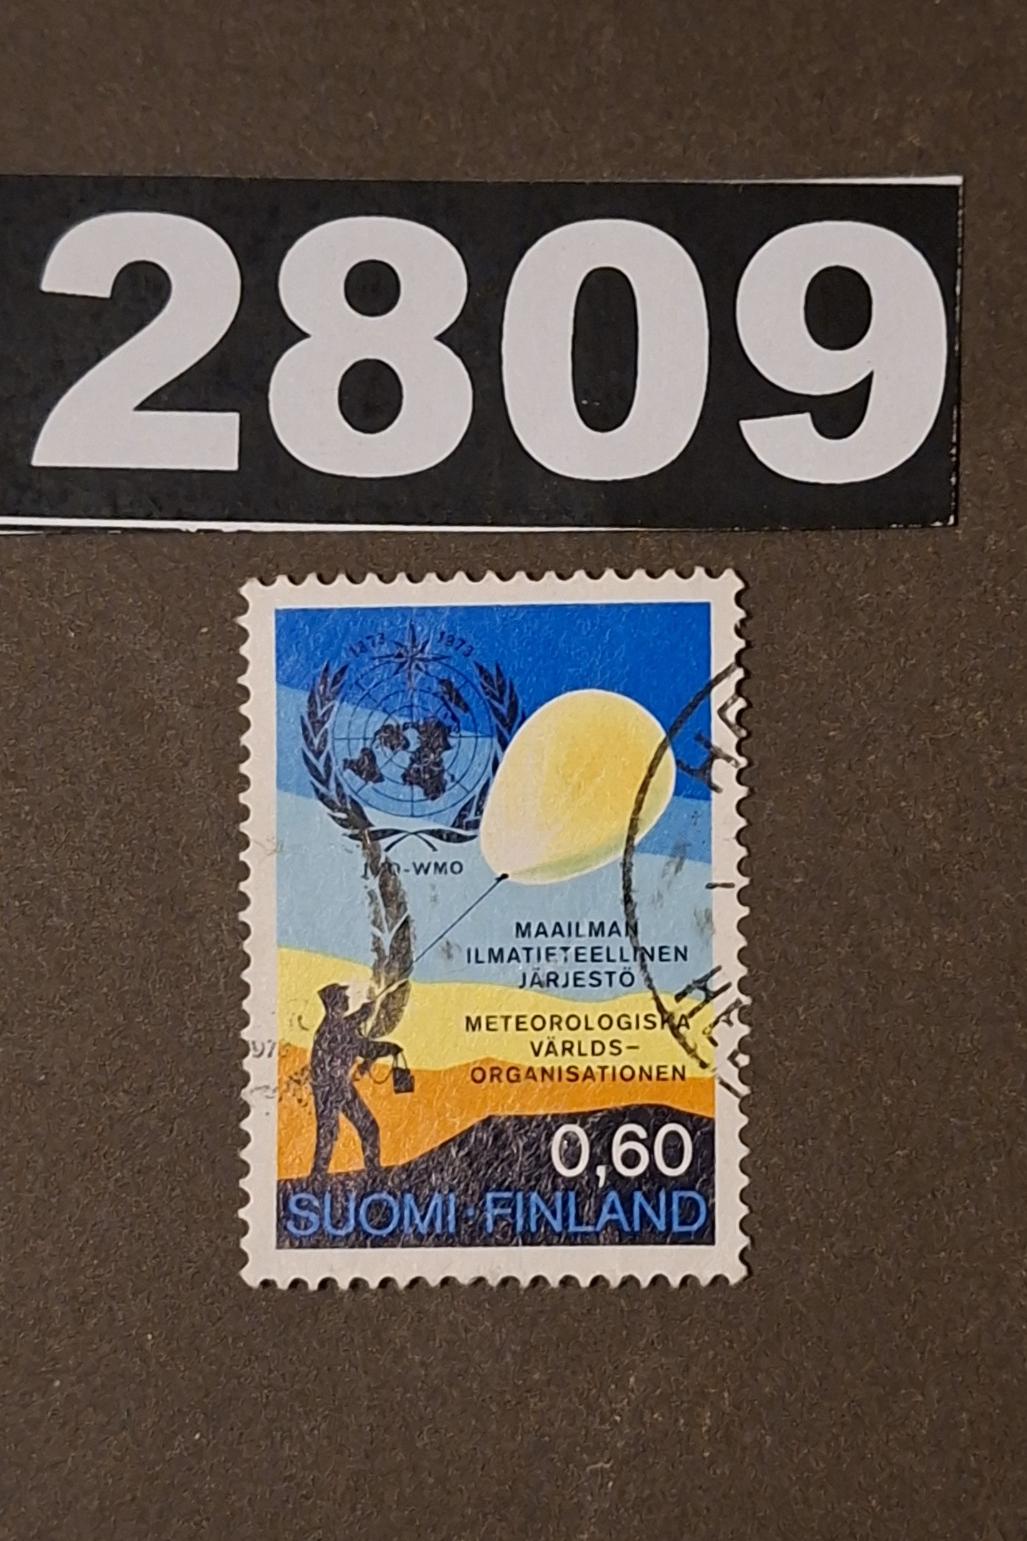 2809
1873 1973
IMO-WMO
MAAILMAN
ILMATIETEELLINEN
JÄRJESTÖ
METEOROLOGISKA
VÄRLDS-
ORGANISATIONEN
0,60
SUOMI·FINLAND